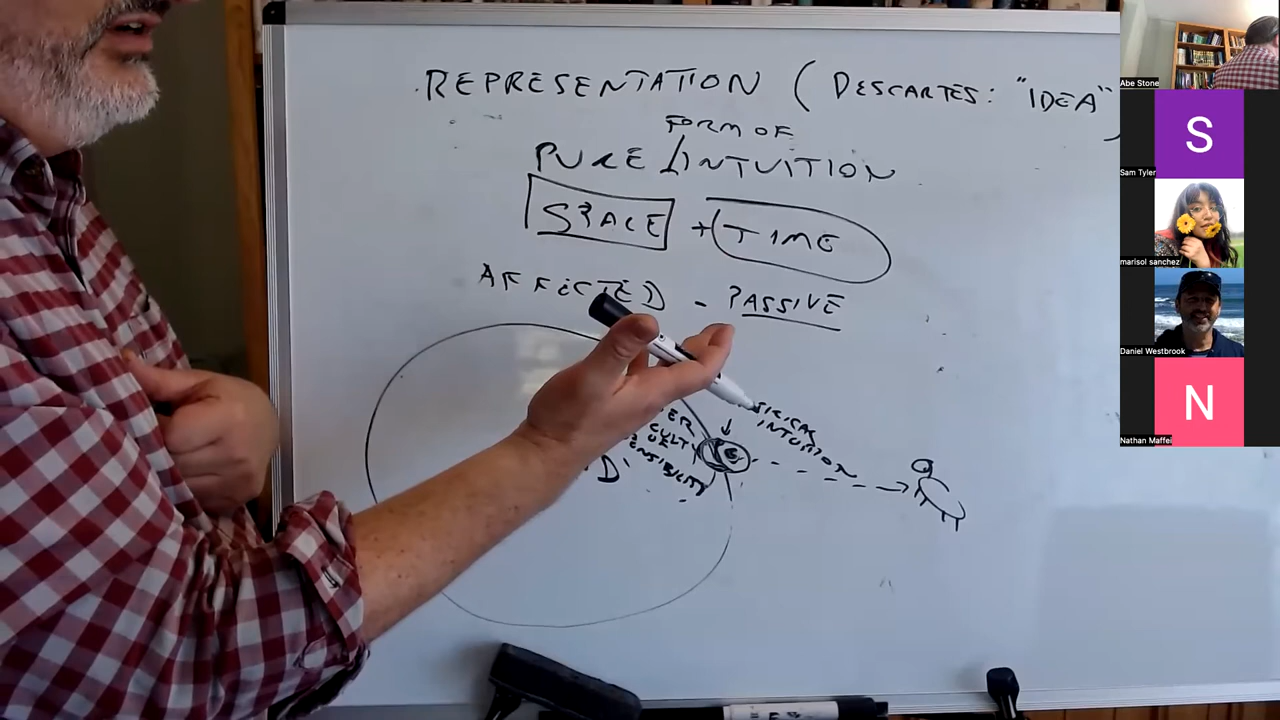 REPRESENTATION (DESCARTES: "IDEA")
FORM OF
PURE INTUITION
SPACE + TIME
AFFECTED - PASSIVE
INTUITION
Abe Stone
S
Sam Tyler
marisol sanchez
Daniel Westbrook
N
Nathan Maffei